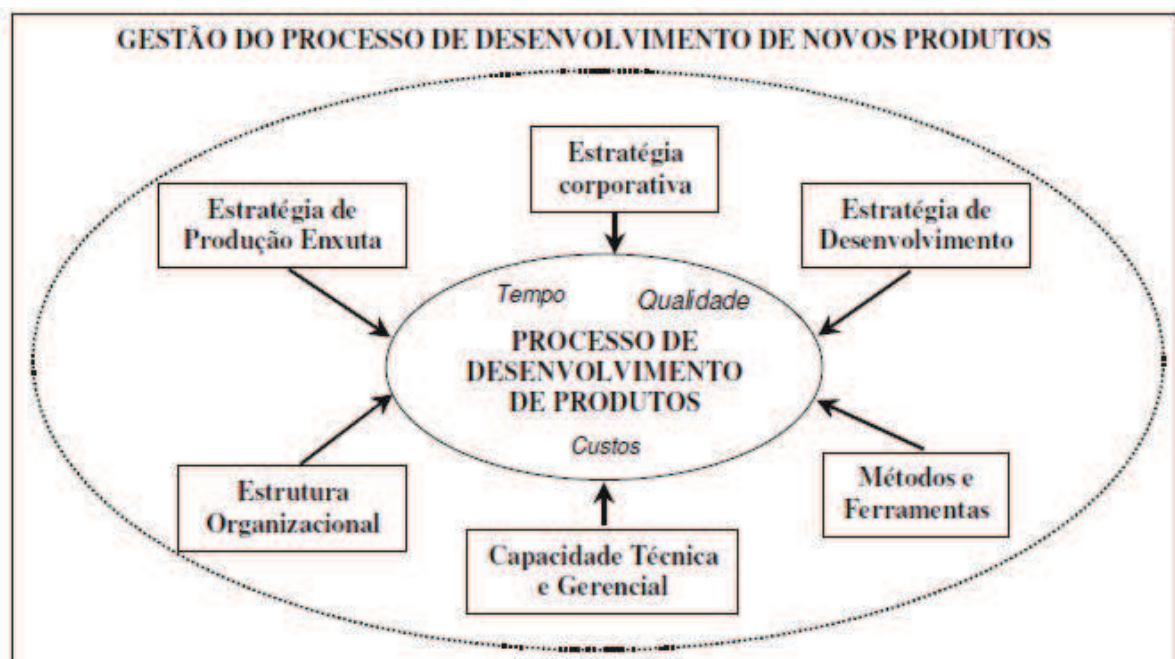 GESTÃO DO PROCESSO DE DESENVOLVIMENTO DE NOVOS PRODUTOS
Estratégia
corporativa
Estratégia de
Produção Enxuta
Estratégia de
Desenvolvimento
Tempo
Qualidade
PROCESSO DE
DESENVOLVIMENTO
DE PRODUTOS
Custos
Estrutura
Organizacional
Capacidade Técnica
e Gerencial
Métodos e
Ferramentas